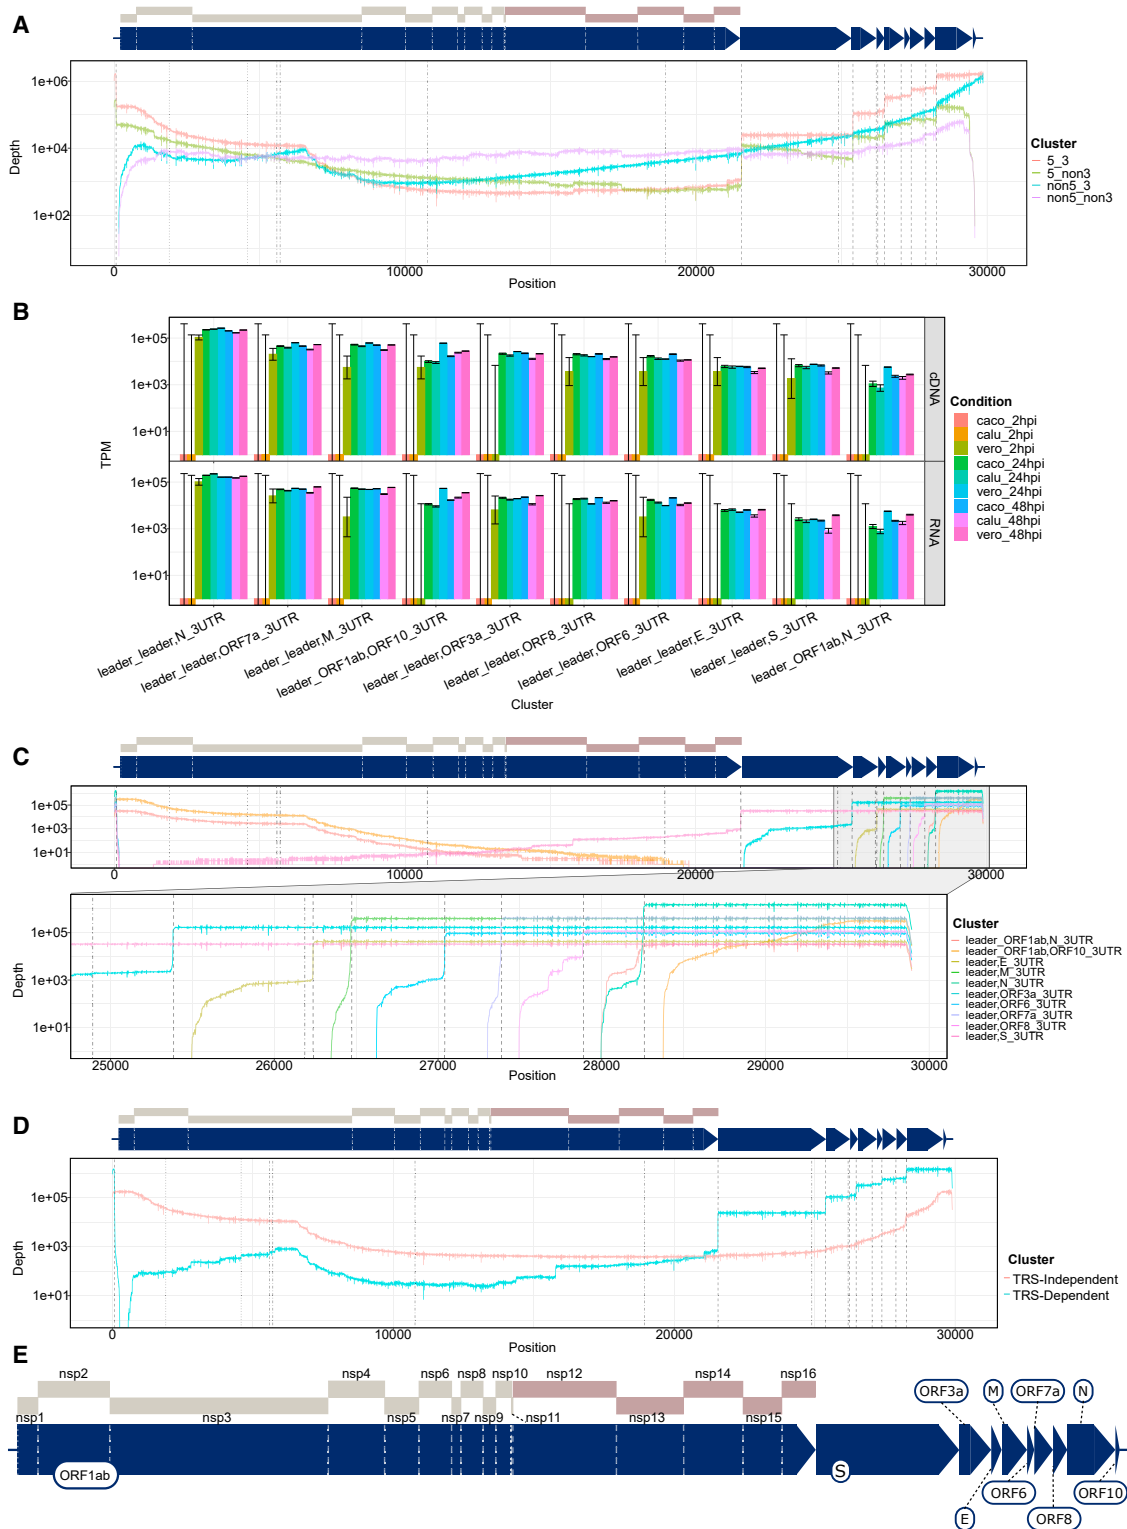 A
1e+06
1e+04
1e+02
Depth
0
10000
20000
30000
Position
Cluster
5_3
5_non3
non5_3
non5_non3
B
1e+05
1e+03
1e+01
cDNA
TPM
1e+05
1e+03
1e+01
RNA
leader_leader,N_3UTR
leader_leader,ORF7a_3UTR
leader_leader,M_3UTR
leader_ORF1ab,ORF10_3UTR
leader_leader,ORF3a_3UTR
leader_leader,ORF8_3UTR
leader_leader,ORF6_3UTR
leader_leader,E_3UTR
leader_leader,S_3UTR
leader_ORF1ab,N_3UTR
Cluster
Condition
caco_2hpi
calu_2hpi
vero_2hpi
caco_24hpi
calu_24hpi
vero_24hpi
caco_48hpi
calu_48hpi
vero_48hpi
C
1e+05
1e+03
1e+01
0
10000
20000
30000
1e+05
1e+03
1e+01
Depth
25000
26000
27000
28000
29000
30000
Position
Cluster
leader_ORF1ab,N_3UTR
leader_ORF1ab,ORF10_3UTR
leader,E_3UTR
leader,M_3UTR
leader,N_3UTR
leader,ORF3a_3UTR
leader,ORF6_3UTR
leader,ORF7a_3UTR
leader,ORF8_3UTR
leader,S_3UTR
D
1e+05
1e+03
1e+01
Depth
0
10000
20000
30000
Position
Cluster
TRS-Independent
TRS-Dependent
E
nsp2
nsp4
nsp6
nsp8
nsp10
nsp12
nsp14
nsp16
nsp1
nsp3
nsp5
nsp7
nsp9
nsp11
nsp13
nsp15
ORF3a
M
ORF7a
N
ORF1ab
S
E
ORF6
ORF8
ORF10